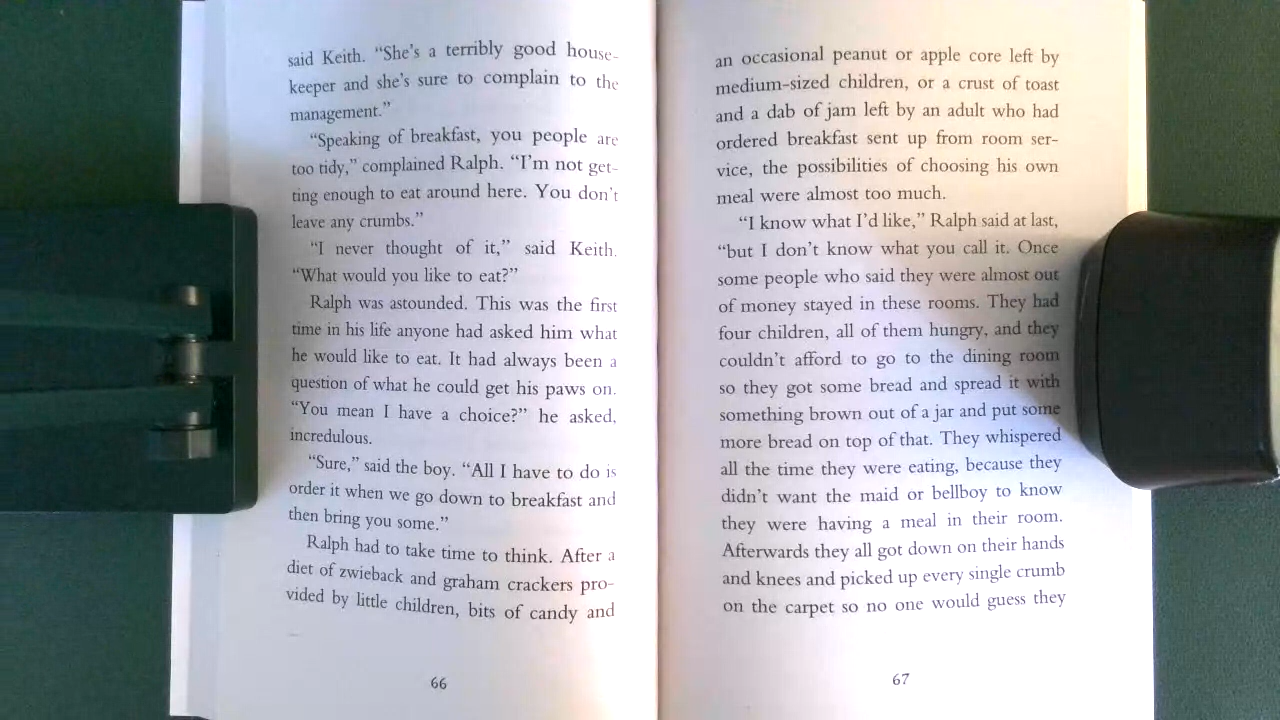 said Keith. “She’s a terribly good house-
keeper and she’s sure to complain to the
management.”
“Speaking of breakfast, you people are
too tidy,” complained Ralph. “I’m not get-
ting enough to eat around here. You don’t
leave any crumbs.”
“I never thought of it,” said Keith.
“What would you like to eat?”
Ralph was astounded. This was the first
time in his life anyone had asked him what
he would like to eat. It had always been a
question of what he could get his paws on.
“You mean I have a choice?” he asked,
incredulous.
“Sure,” said the boy. “All I have to do is
order it when we go down to breakfast and
then bring you some.”
Ralph had to take time to think. After a
diet of zwieback and graham crackers pro-
vided by little children, bits of candy and
66
an occasional peanut or apple core left by
medium-sized children, or a crust of toast
and a dab of jam left by an adult who had
ordered breakfast sent up from room ser-
vice, the possibilities of choosing his own
meal were almost too much.
“I know what I’d like,” Ralph said at last,
“but I don’t know what you call it. Once
some people who said they were almost out
of money stayed in these rooms. They had
four children, all of them hungry, and they
couldn’t afford to go to the dining room
so they got some bread and spread it with
something brown out of a jar and put some
more bread on top of that. They whispered
all the time they were eating, because they
didn’t want the maid or bellboy to know
they were having a meal in their room.
Afterwards they all got down on their hands
and knees and picked up every single crumb
on the carpet so no one would guess they
67